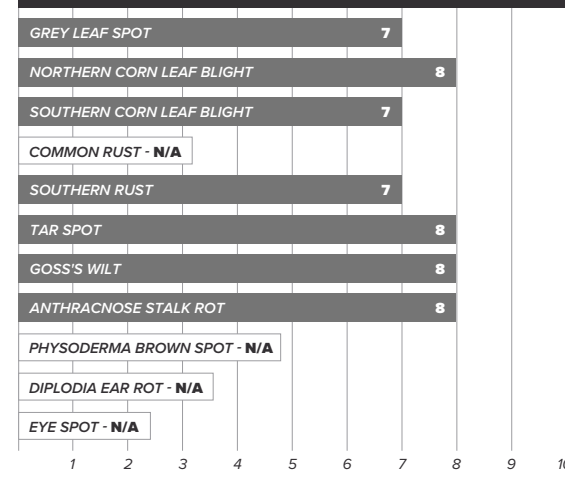 GREY LEAF SPOT 7
NORTHERN CORN LEAF BLIGHT 8
SOUTHERN CORN LEAF BLIGHT 7
COMMON RUST - N/A
SOUTHERN RUST 7
TAR SPOT 8
GOSS'S WILT 8
ANTHRACNOSE STALK ROT 8
PHYSODERMA BROWN SPOT - N/A
DIPLODIA EAR ROT - N/A
EYE SPOT - N/A
1 2 3 4 5 6 7 8 9 10